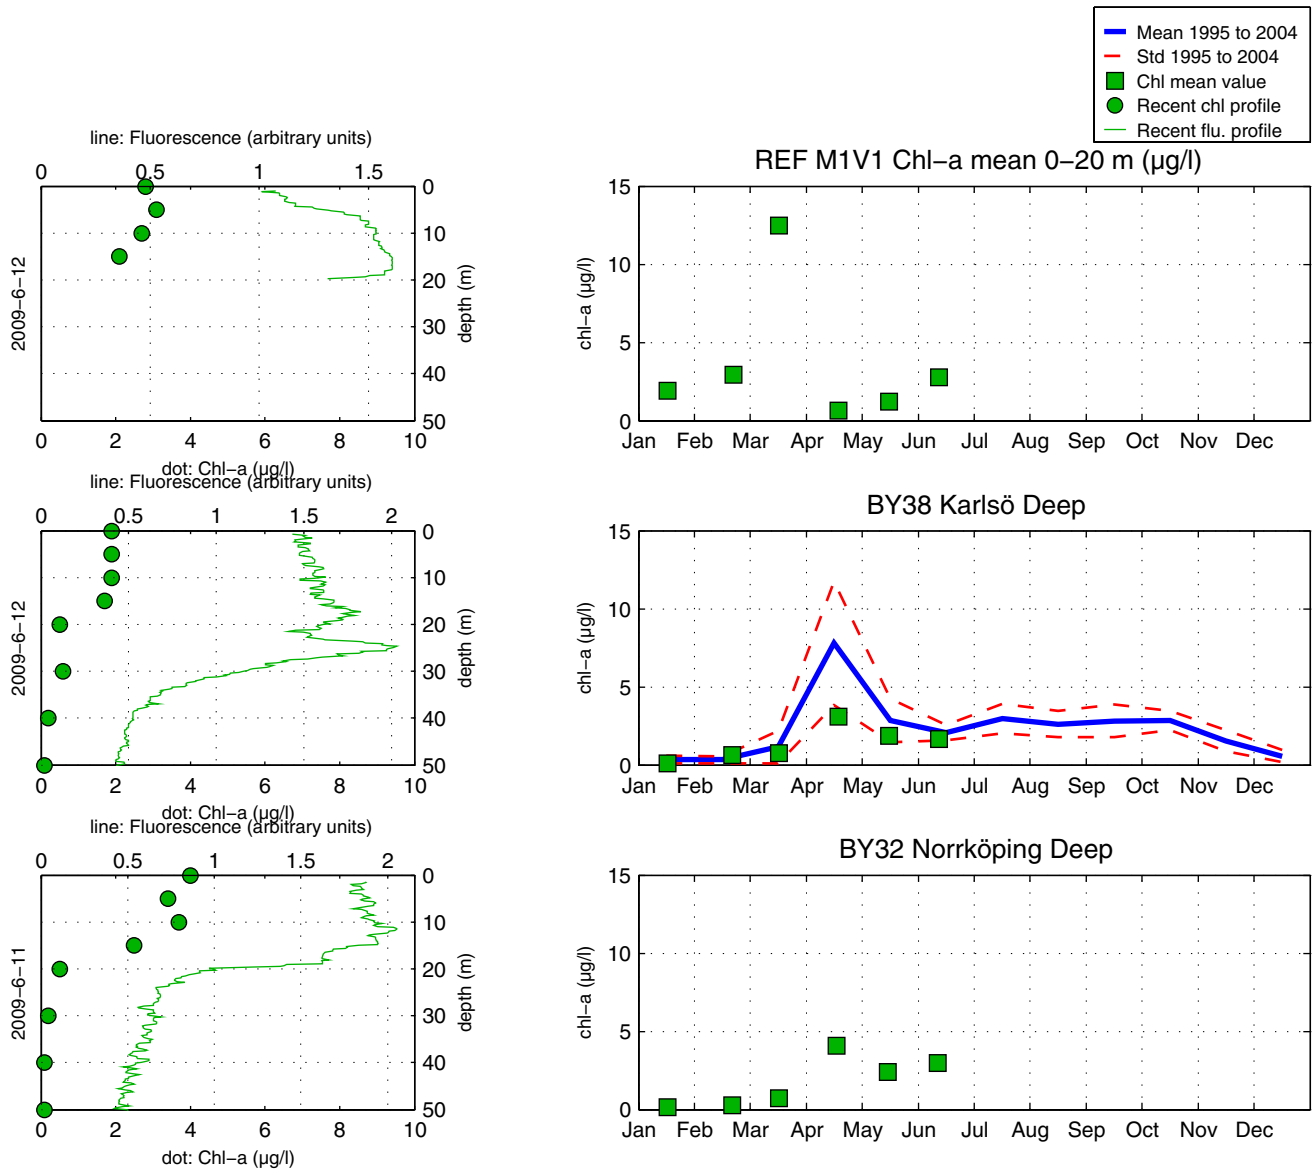 Mean 1995 to 2004
Std 1995 to 2004
Chl mean value
Recent chl profile
Recent flu. profile
line: Fluorescence (arbitrary units)
0 0.5 1 1.5
0
10
20
30
40
50
depth (m)
2009−6−12
0 2 4 6 8 10
dot: Chl−a (µg/l)
REF M1V1 Chl−a mean 0−20 m (µg/l)
15
10
5
0
chl−a (µg/l)
Jan Feb Mar Apr May Jun Jul Aug Sep Oct Nov Dec
line: Fluorescence (arbitrary units)
0 0.5 1 1.5 2
0
10
20
30
40
50
depth (m)
2009−6−12
0 2 4 6 8 10
dot: Chl−a (µg/l)
BY38 Karlsö Deep
15
10
5
0
chl−a (µg/l)
Jan Feb Mar Apr May Jun Jul Aug Sep Oct Nov Dec
line: Fluorescence (arbitrary units)
0 0.5 1 1.5 2
0
10
20
30
40
50
depth (m)
2009−6−11
0 2 4 6 8 10
dot: Chl−a (µg/l)
BY32 Norrköping Deep
15
10
5
0
chl−a (µg/l)
Jan Feb Mar Apr May Jun Jul Aug Sep Oct Nov Dec